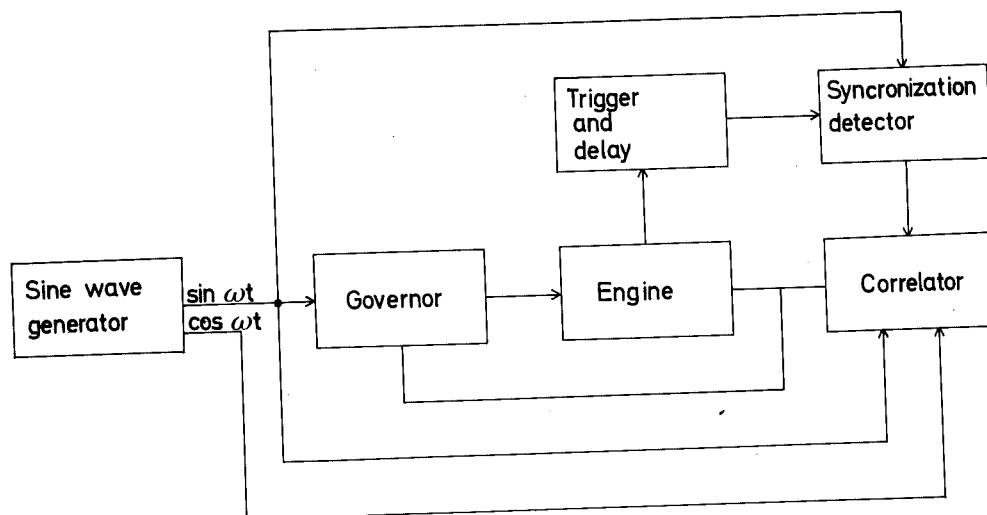 Trigger
and
delay
Syncronization
detector
Sine wave
generator
sin ωt
cos ωt
Governor
Engine
Correlator